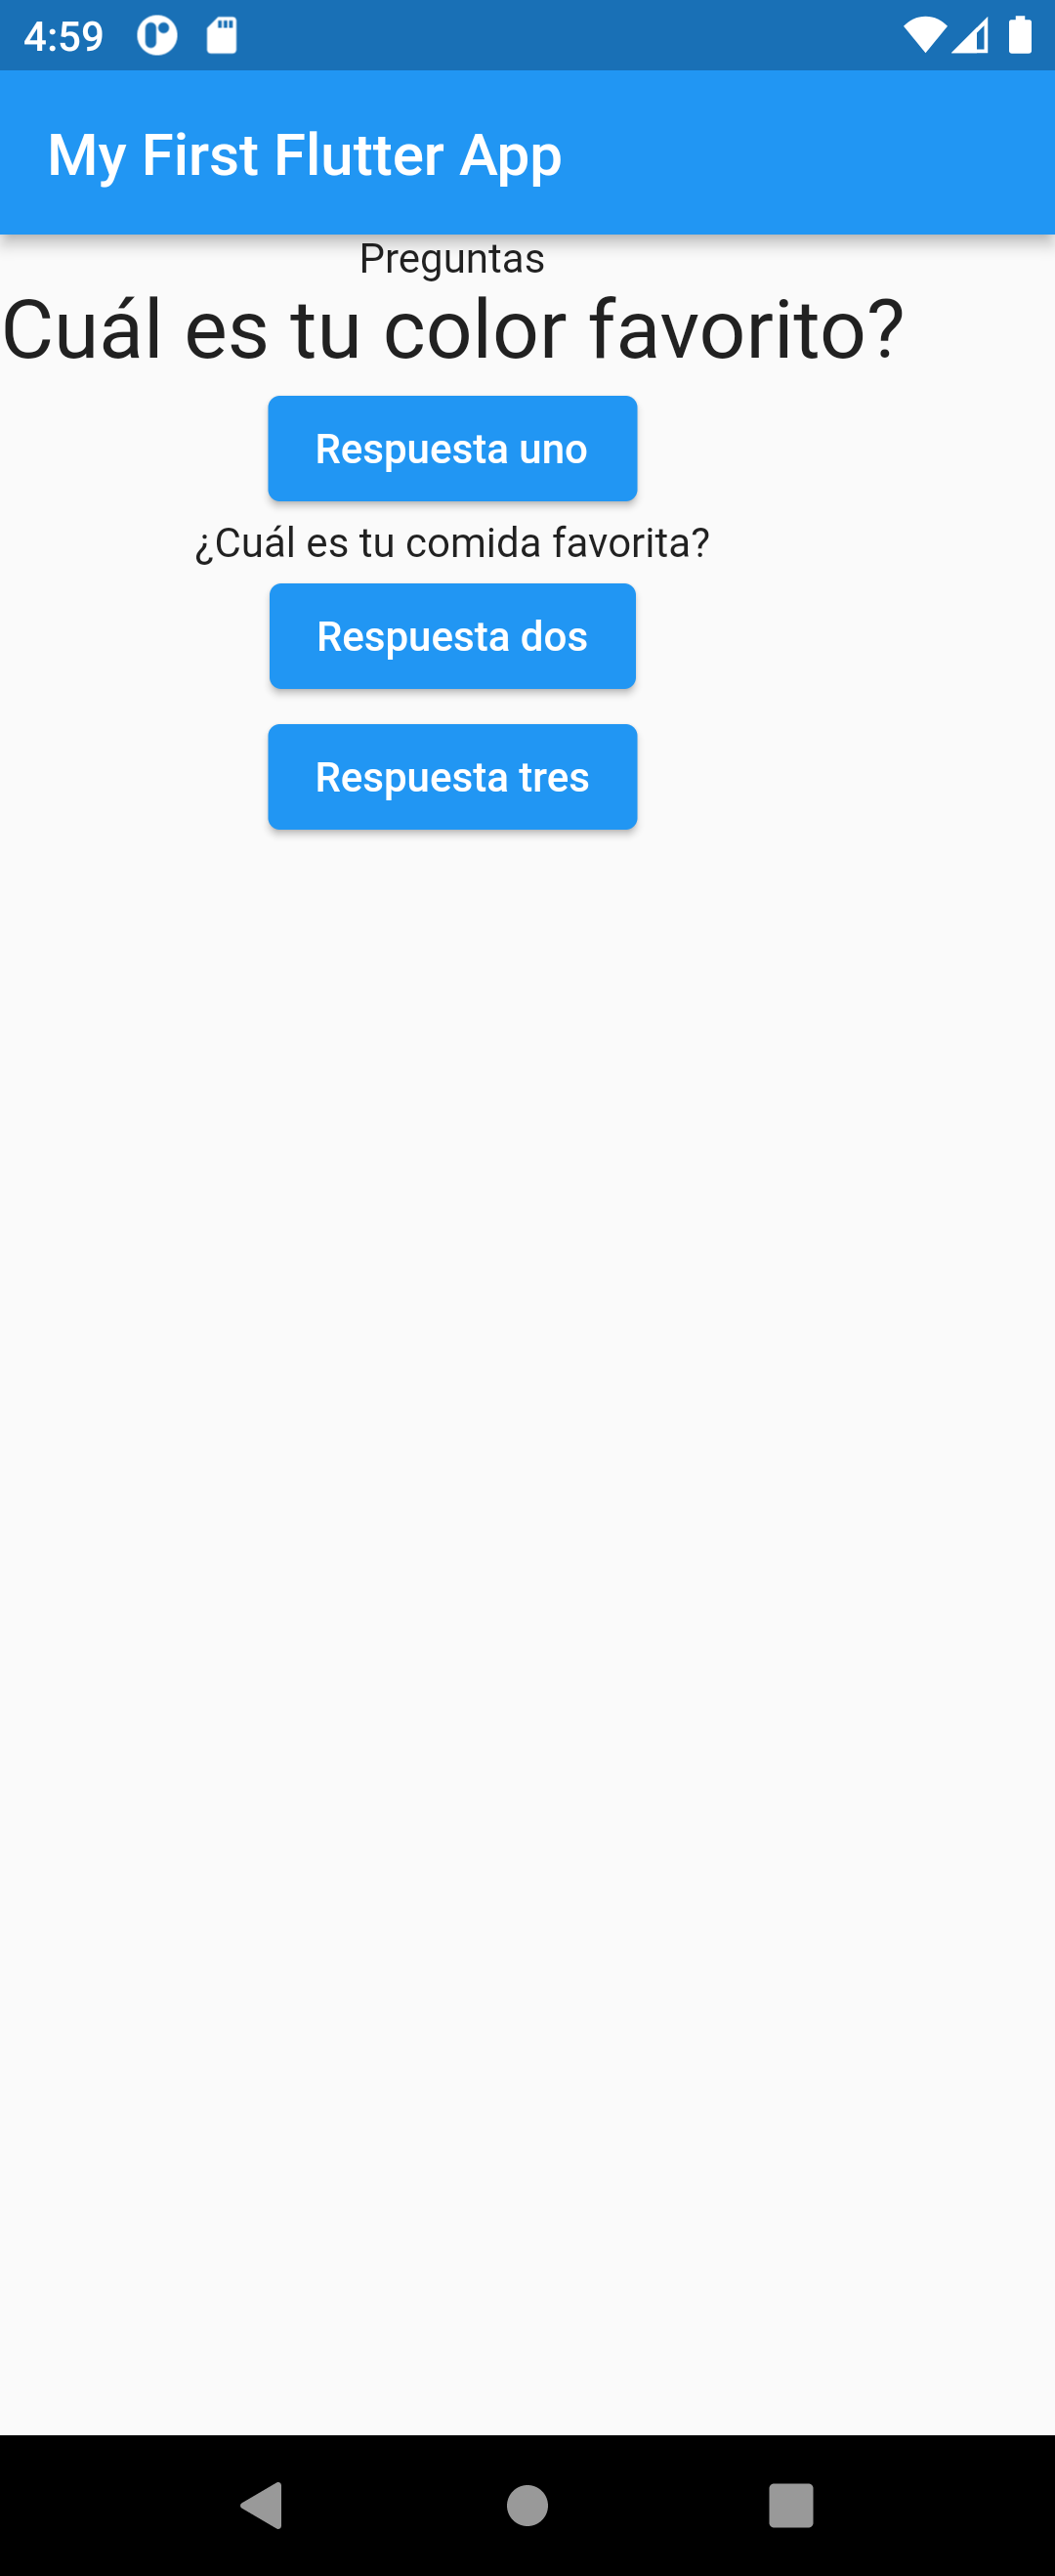 4:59
My First Flutter App
Preguntas
Cuál es tu color favorito?
Respuesta uno
¿Cuál es tu comida favorita?
Respuesta dos
Respuesta tres